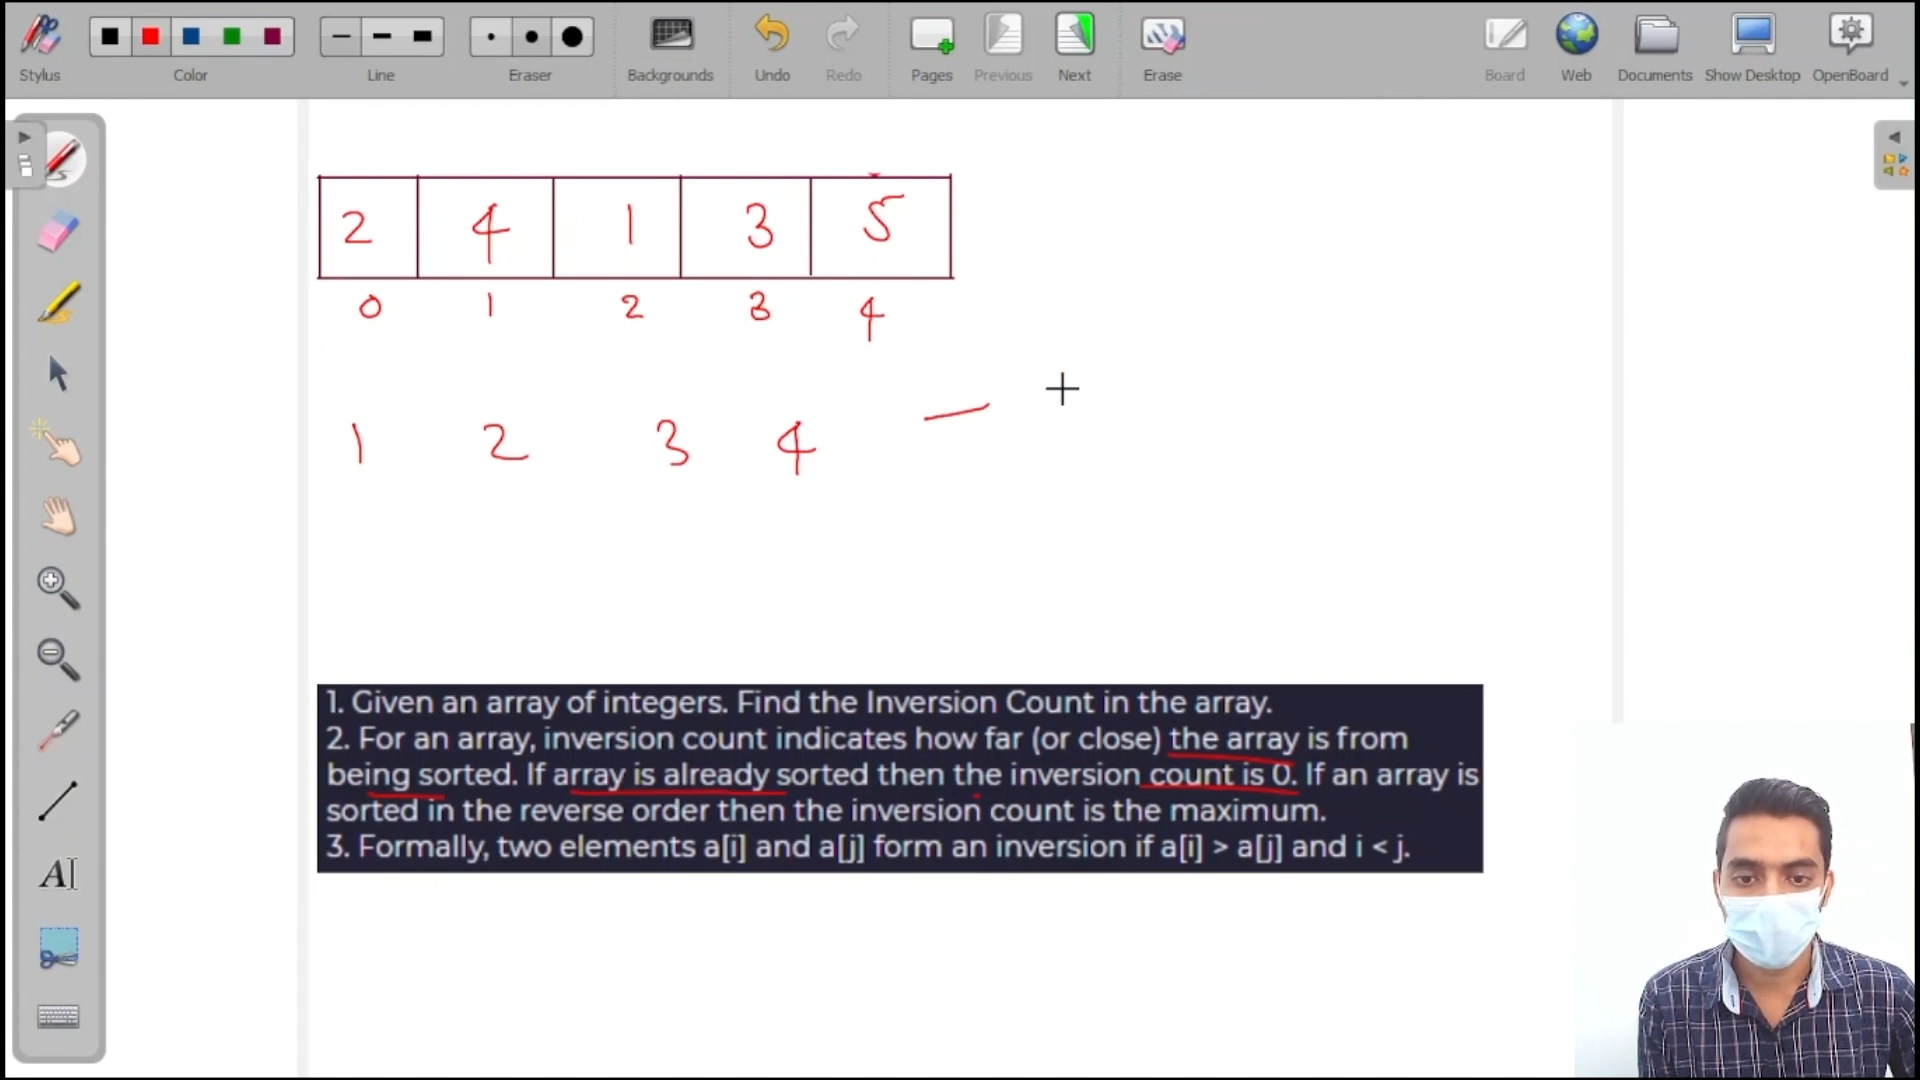 Stylus Color Line Eraser Backgrounds Undo Redo Pages Previous Next Erase Board Web Documents Show Desktop OpenBoard
2 4 1 3 5
0 1 2 3 4
1 2 3 4
1. Given an array of integers. Find the Inversion Count in the array.
2. For an array, inversion count indicates how far (or close) the array is from
being sorted. If array is already sorted then the inversion count is 0. If an array is
sorted in the reverse order then the inversion count is the maximum.
3. Formally, two elements a[i] and a[j] form an inversion if a[i] > a[j] and i < j.